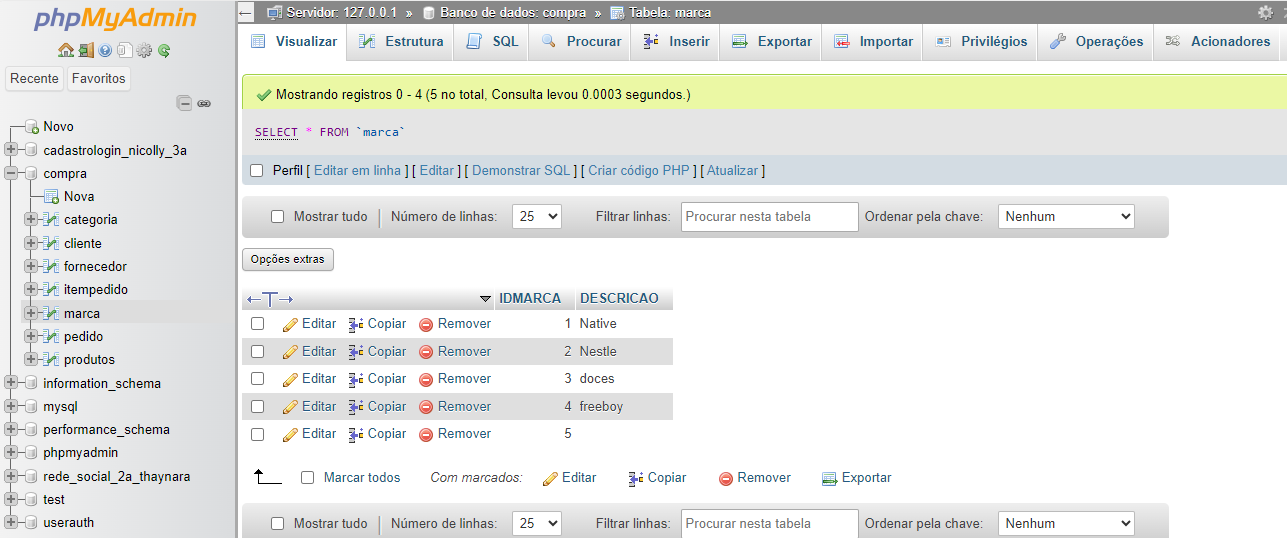 phpMyAdmin
Recente Favoritos
Novo
cadastrologin_nicolly_3a
compra
Nova
categoria
cliente
fornecedor
itempedido
marca
pedido
produtos
information_schema
mysql
performance_schema
phpmyadmin
rede_social_2a_thaynara
test
userauth
Servidor: 127.0.0.1 » Banco de dados: compra » Tabela: marca
Visualizar Estrutura SQL Procurar Inserir Exportar Importar Privilégios Operações Acionadores
Mostrando registros 0 - 4 (5 no total, Consulta levou 0.0003 segundos.)
SELECT * FROM `marca`
Perfil [ Editar em linha ] [ Editar ] [ Demonstrar SQL ] [ Criar código PHP ] [ Atualizar ]
Mostrar tudo Número de linhas: 25 Filtrar linhas: Procurar nesta tabela Ordenar pela chave: Nenhum
Opções extras
IDMARCA DESCRICAO
Editar Copiar Remover 1 Native
Editar Copiar Remover 2 Nestle
Editar Copiar Remover 3 doces
Editar Copiar Remover 4 freeboy
Editar Copiar Remover 5
Marcar todos Com marcados: Editar Copiar Remover Exportar
Mostrar tudo Número de linhas: 25 Filtrar linhas: Procurar nesta tabela Ordenar pela chave: Nenhum